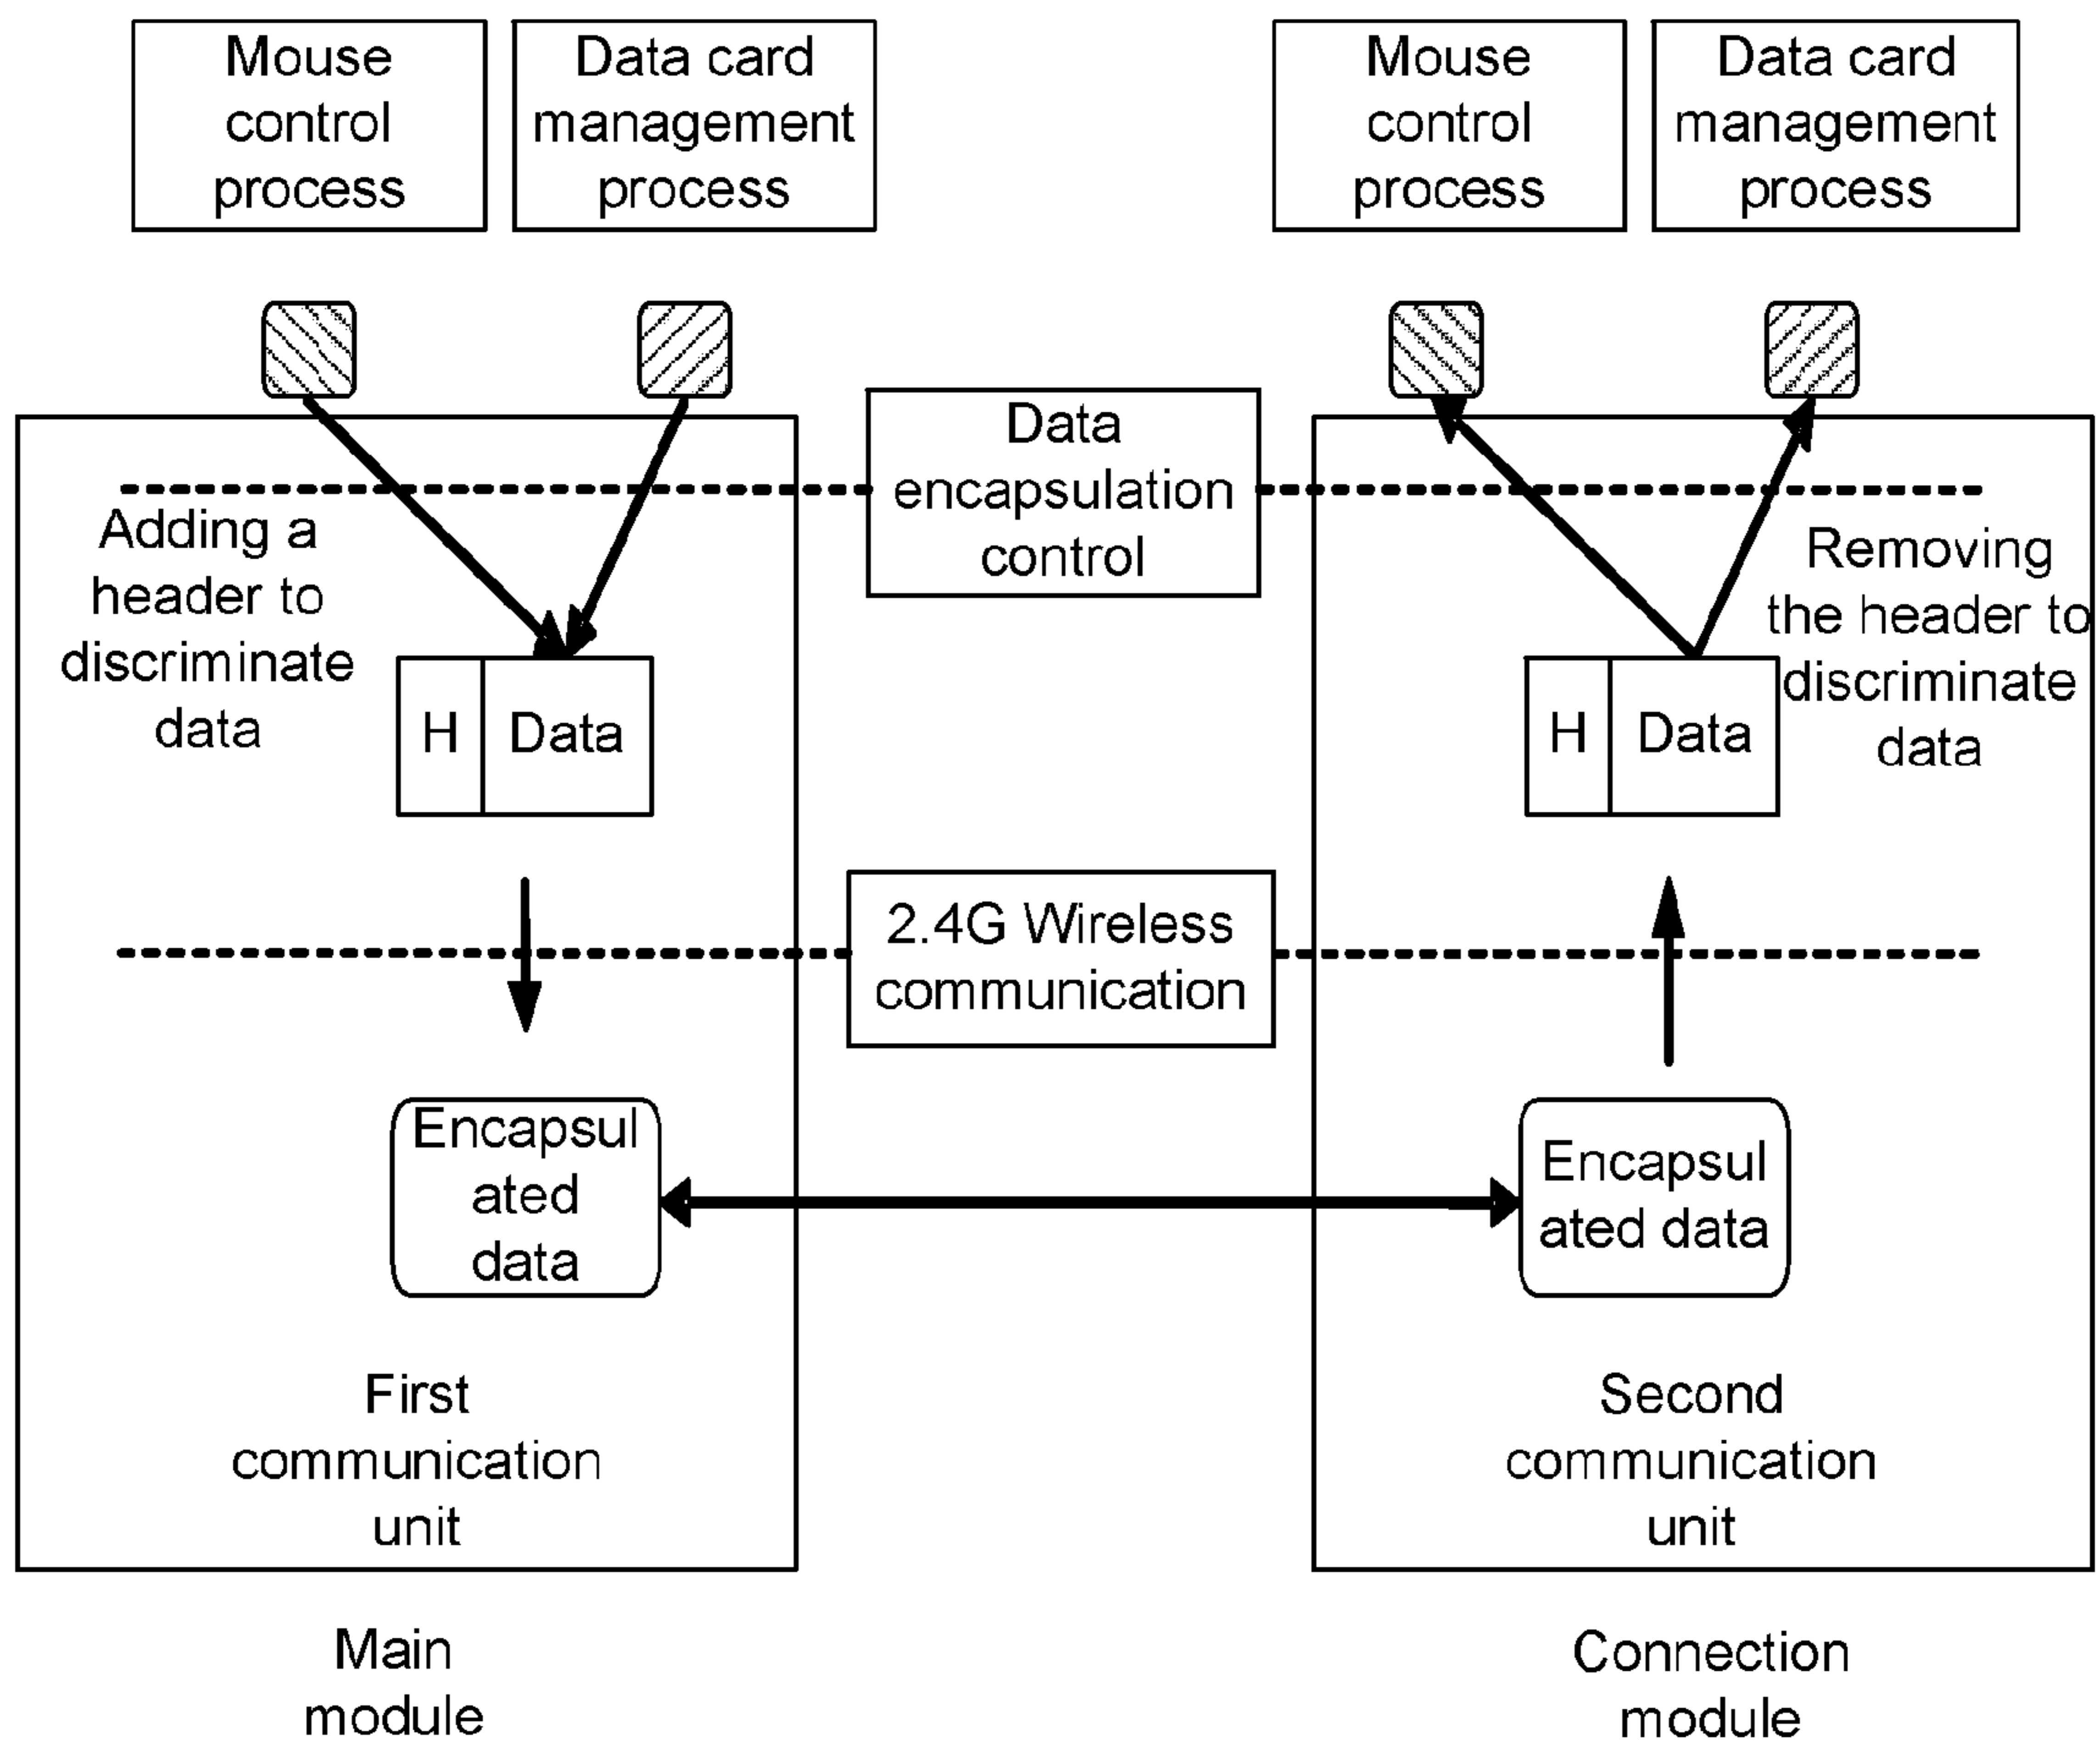 Mouse
control
process
Data card
management
process
Mouse
control
process
Data card
management
process
Data
encapsulation
control
Adding a
header to
discriminate
data
H
Data
Removing
the header to
discriminate
data
H
Data
2.4G Wireless
communication
Encapsul
ated
data
Encapsul
ated data
First
communication
unit
Second
communication
unit
Main
module
Connection
module